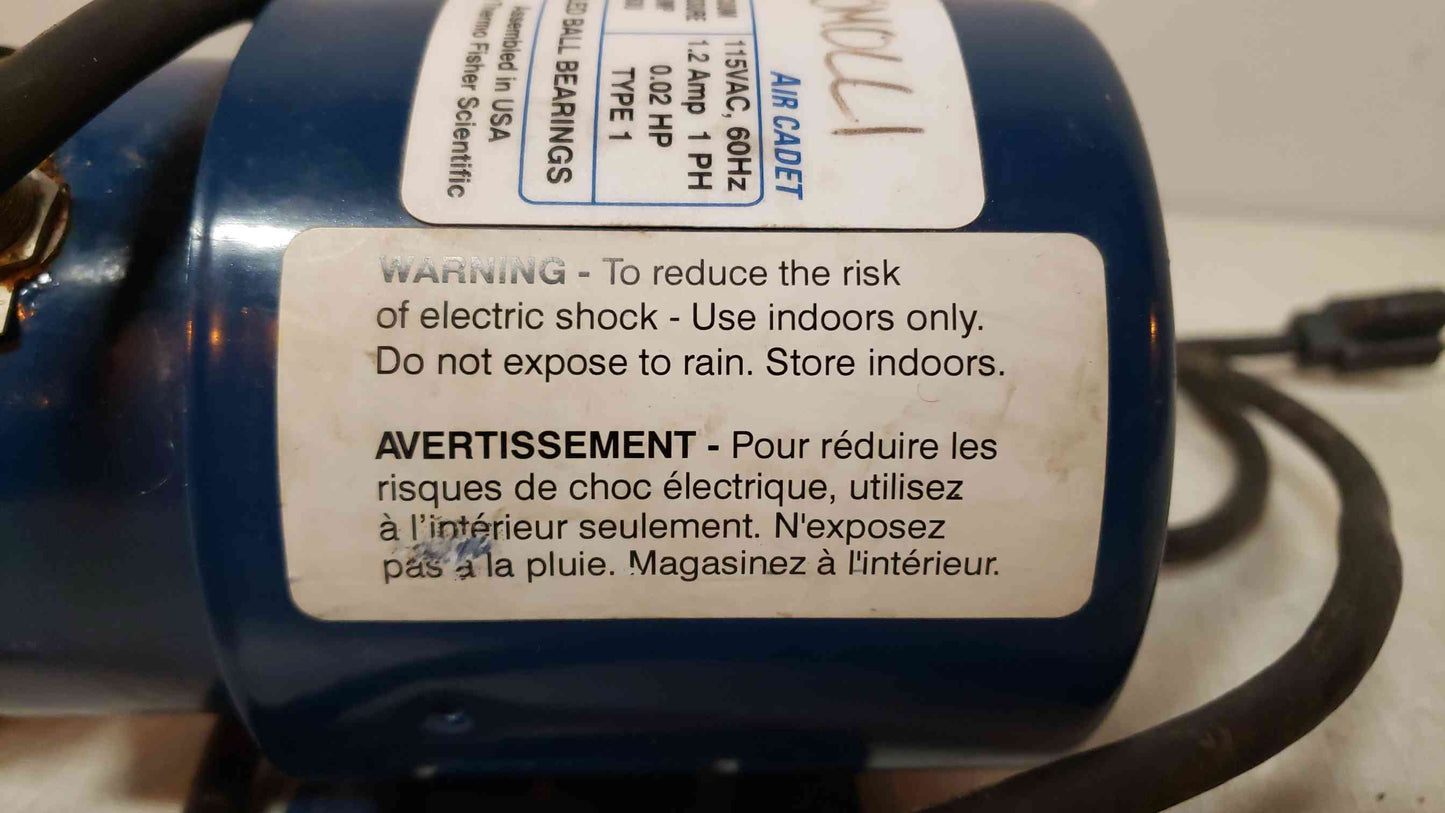 AIR CADET
115VAC, 60Hz
1.2 Amp 1 PH
0.02 HP
TYPE 1
BALL BEARINGS
Assembled in USA
Thermo Fisher Scientific
WARNING - To reduce the risk
of electric shock - Use indoors only.
Do not expose to rain. Store indoors.
AVERTISSEMENT - Pour réduire les
risques de choc électrique, utilisez
à l'intérieur seulement. N'exposez
pas à la pluie. Magasinez à l'intérieur.